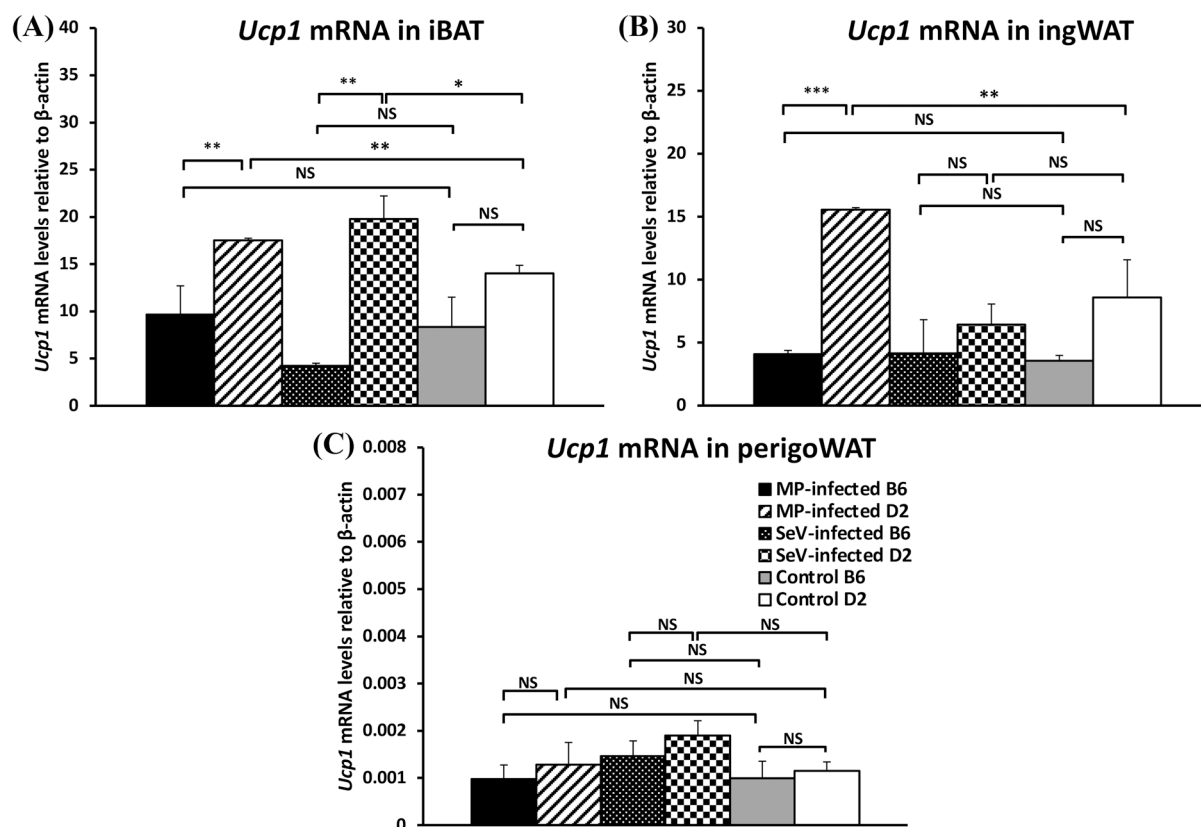 (A)
Ucp1 mRNA in iBAT
Ucp1 mRNA levels relative to β-actin
40
35
30
25
20
15
10
5
0
**
*
NS
**
**
NS
NS
(B)
Ucp1 mRNA in ingWAT
Ucp1 mRNA levels relative to β-actin
30
25
20
15
10
5
0
***
**
NS
NS
NS
NS
NS
(C)
Ucp1 mRNA in perigoWAT
Ucp1 mRNA levels relative to β-actin
0.008
0.007
0.006
0.005
0.004
0.003
0.002
0.001
0
MP-infected B6
MP-infected D2
SeV-infected B6
SeV-infected D2
Control B6
Control D2
NS
NS
NS
NS
NS
NS
NS